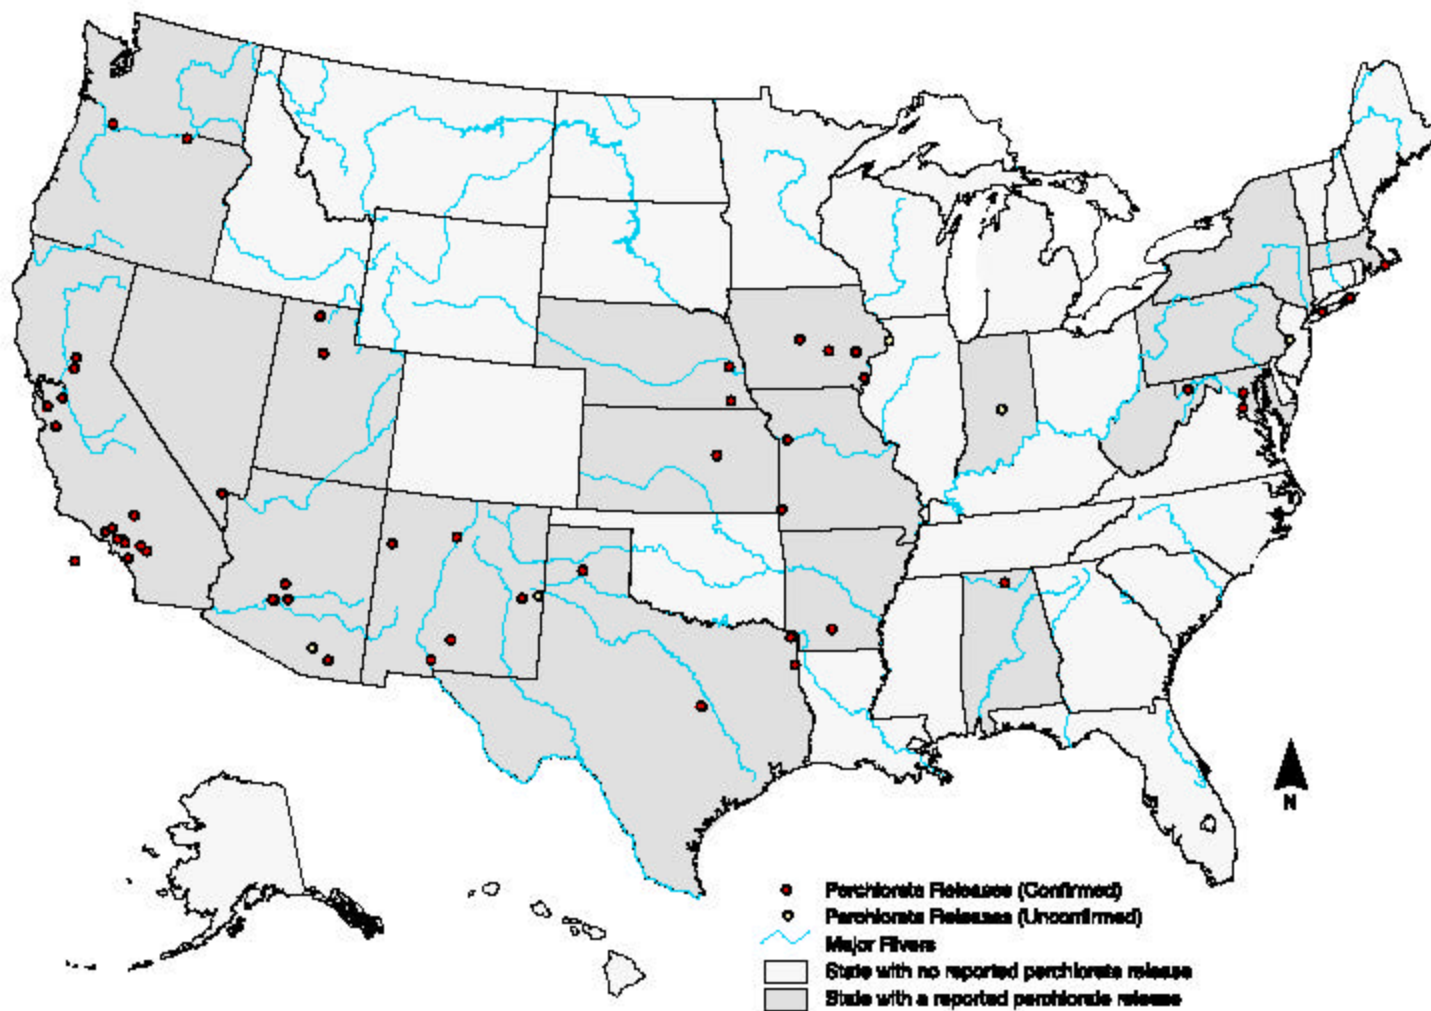 N
Perchlorate Releases (Confirmed)
Perchlorate Releases (Unconfirmed)
Major Rivers
State with no reported perchlorate release
State with a reported perchlorate release